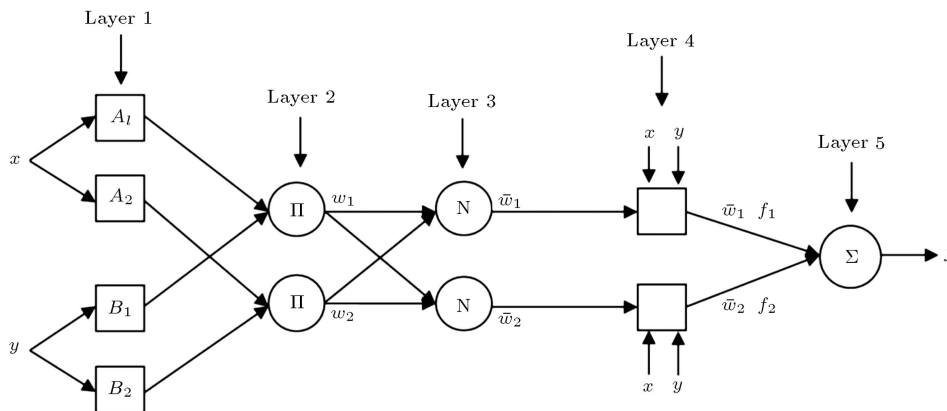 Layer 1
Layer 2
Layer 3
Layer 4
Layer 5
x
A_l
A_2
y
B_1
B_2
Π
Π
w_1
w_2
N
N
w̄_1
w̄_2
x y
x y
w̄_1 f_1
w̄_2 f_2
Σ